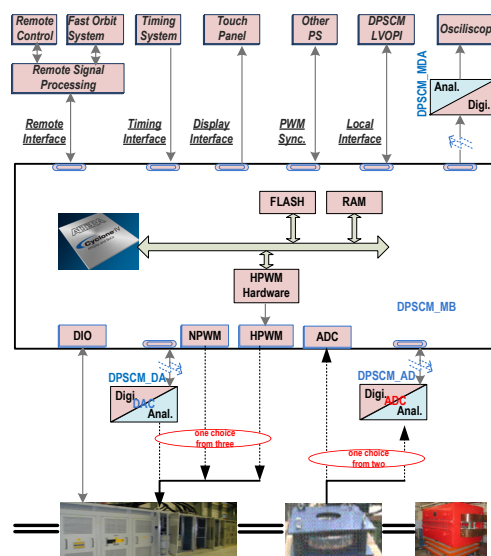 Remote
Control
Fast Orbit
System
Timing
System
Touch
Panel
Other
PS
DPSCM
LVOPI
Osciliscop
Remote Signal
Processing
DPSCM_MDA
Anal.
Digi.
Remote
Interface
Timing
Interface
Display
Interface
PWM
Sync.
Local
Interface
FLASH
RAM
ALTERA
Cyclone IV
HPWM
Hardware
DPSCM_MB
DIO
NPWM
HPWM
ADC
DPSCM_DA
Digi.
DAC
Anal.
DPSCM_AD
Digi.
ADC
Anal.
one choice
from three
one choice
from two